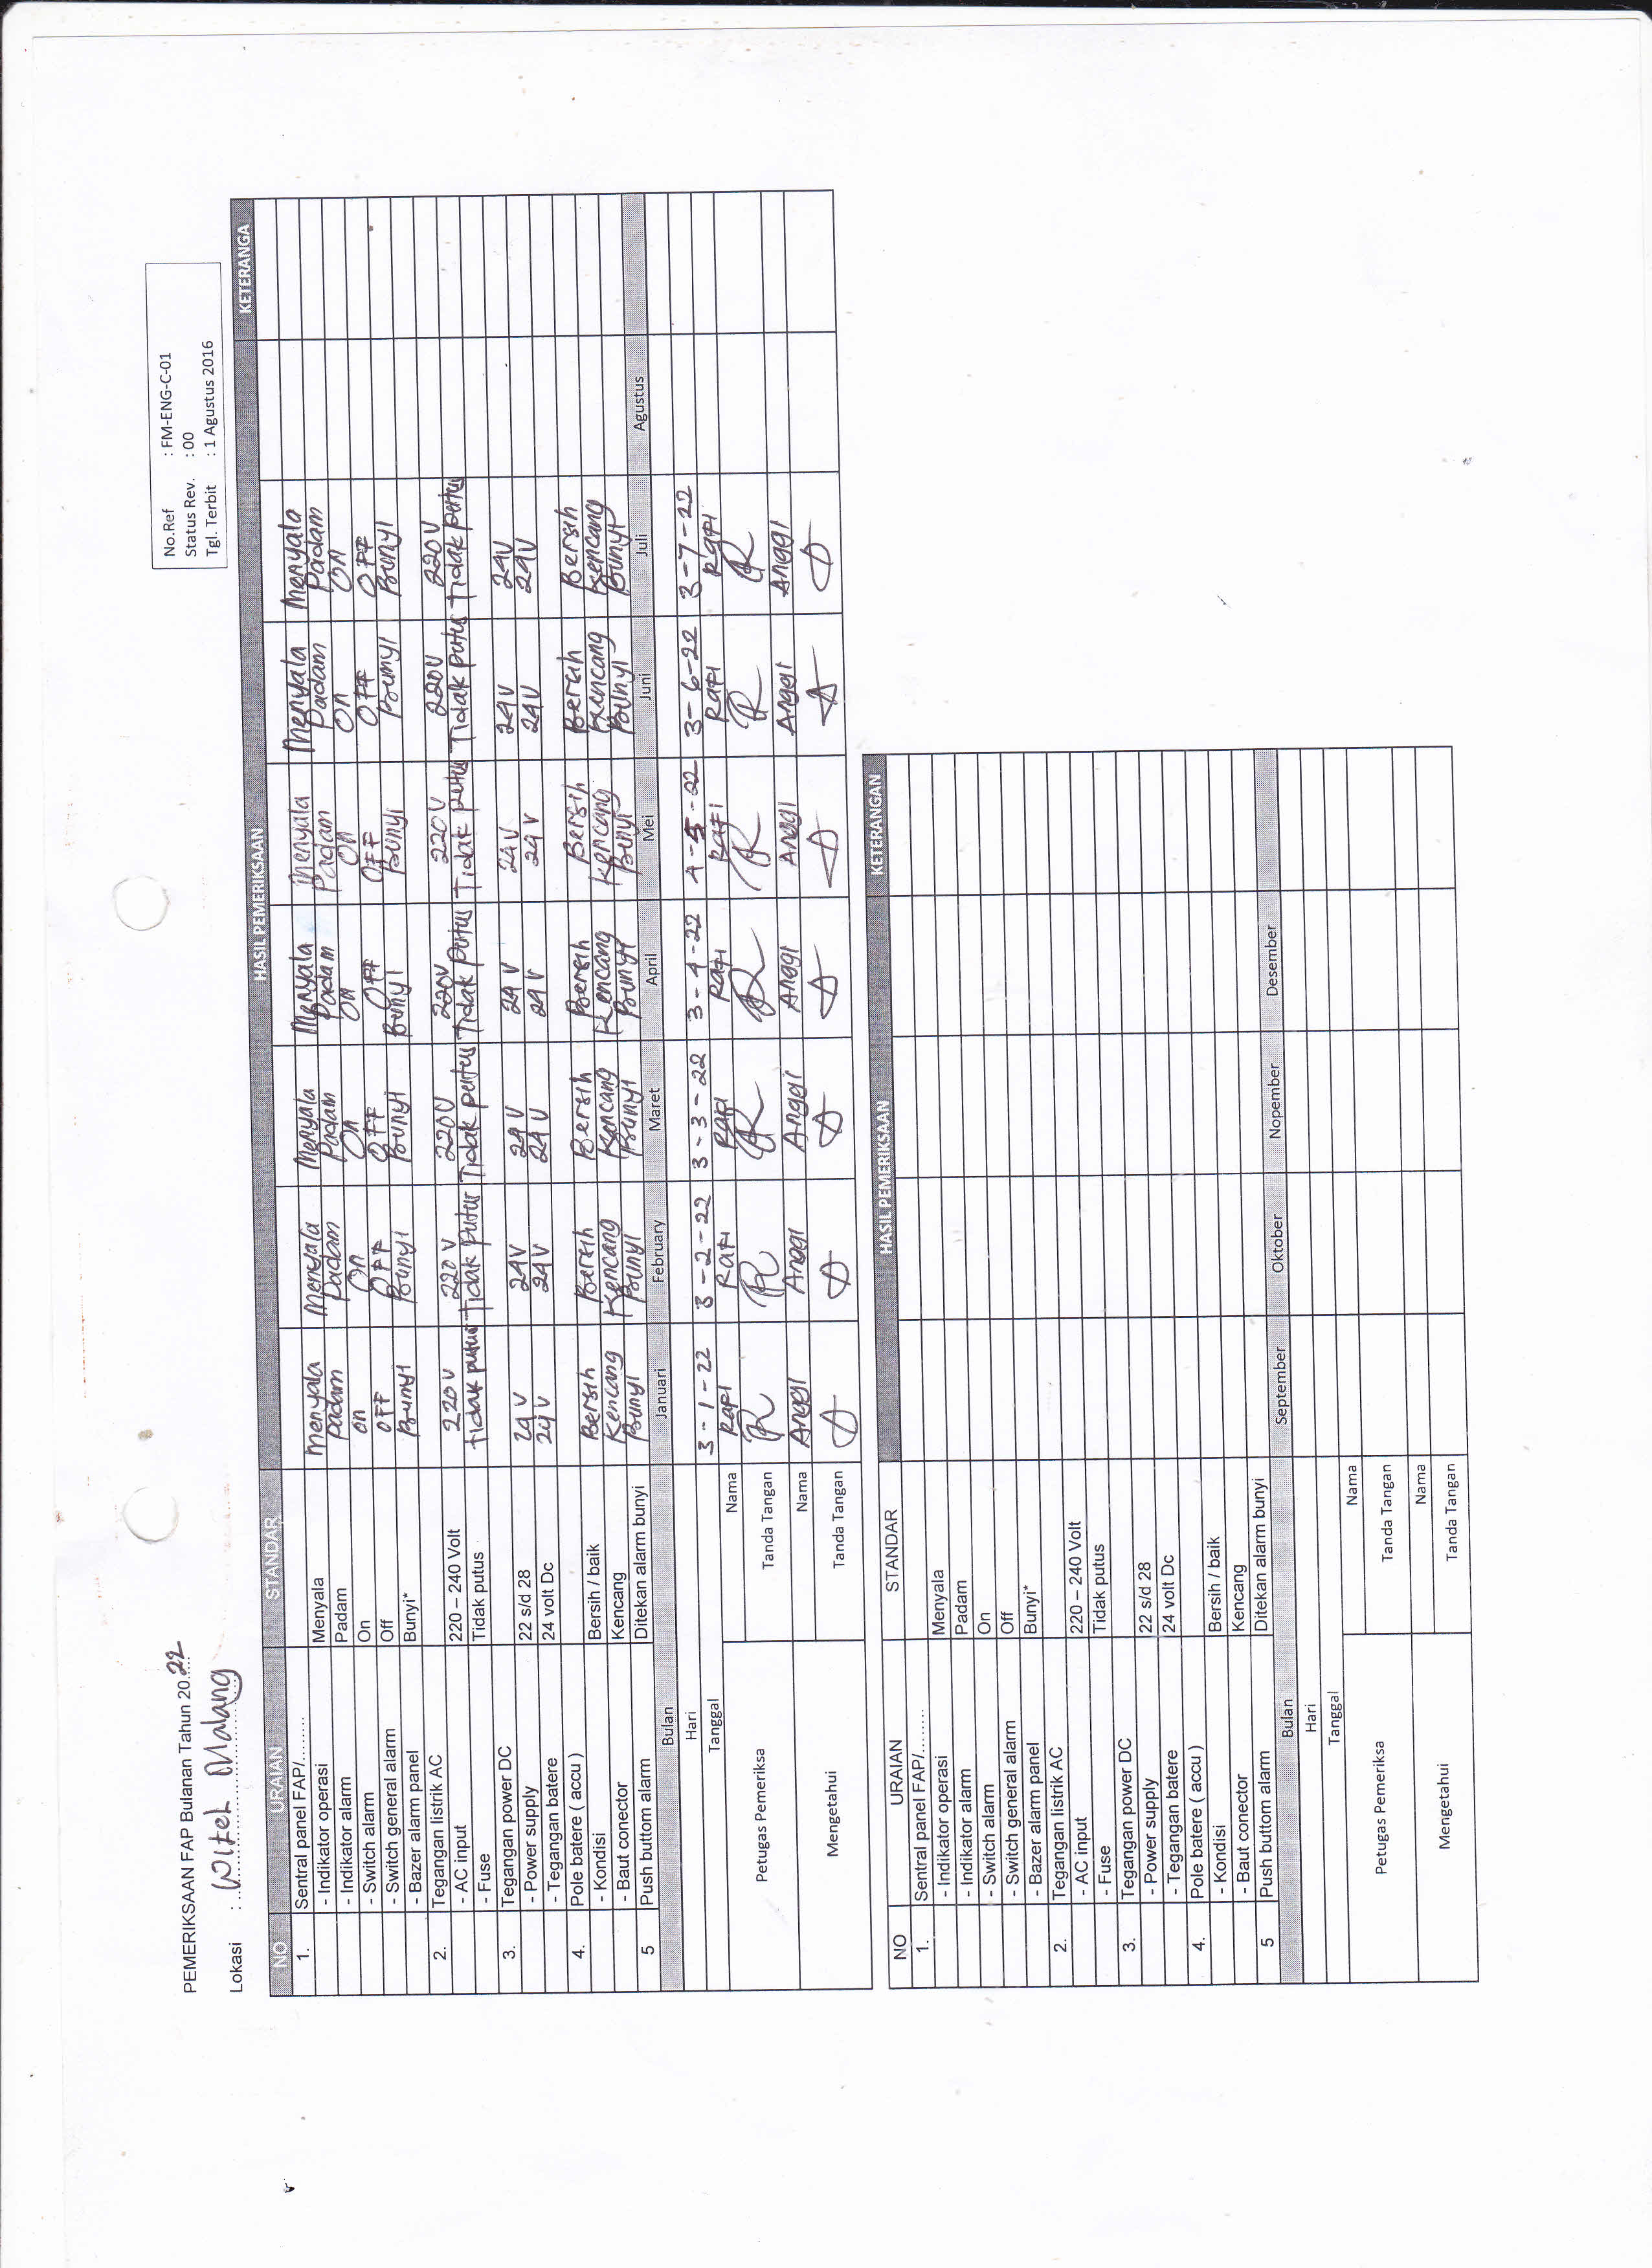 PEMERIKSAAN FAP Bulanan Tahun 20.22
Lokasi : Witel Malang
No.Ref : FM-ENG-C-01
Status Rev. : 00
Tgl. Terbit : 1 Agustus 2016
NO URAIAN STANDAR HASIL PEMERIKSAAN KETERANGA
1. Sentral panel FAP/........
- Indikator operasi Menyala Menyala Menyala Menyala Menyala Menyala Menyala Menyala
- Indikator alarm Padam Padam Padam Padam Padam Padam Padam Padam
- Switch alarm On on On On On On On On
- Switch general alarm Off OFF OFF OFF OFF OFF OFF OFF
- Bazer alarm panel Bunyi* Bunyi Bunyi Bunyi Bunyi Bunyi Bunyi Bunyi
2. Tegangan listrik AC
- AC input 220 – 240 Volt 220 V 220 V 220V 220V 220 V 220V 220 V
- Fuse Tidak putus tidak putus Tidak Putus Tidak putus Tidak Putus Tidak putus Tidak putus Tidak putus
3. Tegangan power DC
- Power supply 22 s/d 28 24 V 24V 24 V 24 V 24 V 24V 24V
- Tegangan batere 24 volt Dc 24 V 24V 24 V 24 V 24 V 24V 24V
4. Pole batere ( accu )
- Kondisi Bersih / baik Bersih Bersih Bersih Bersih Bersih Bersih Bersih
- Baut conector Kencang Kencang Kencang Kencang Kencang Kencang Kencang Kencang
5 Push buttom alarm Ditekan alarm bunyi Bunyi Bunyi Bunyi Bunyi Bunyi Bunyi Bunyi
Bulan Januari February Maret April Mei Juni Juli Agustus
Hari
Tanggal 3-1-22 3-2-22 3-3-22 3-4-22 4-5-22 3-6-22 3-7-22
Petugas Pemeriksa Nama Rafi Rafi Rafi Rafi Rafi Rafi Rafi
Tanda Tangan
Mengetahui Nama Anggi Anggi Anggi Anggi Anggi Anggi Anggi
Tanda Tangan
NO URAIAN STANDAR HASIL PEMERIKSAAN KETERANGAN
1. Sentral panel FAP/........
- Indikator operasi Menyala
- Indikator alarm Padam
- Switch alarm On
- Switch general alarm Off
- Bazer alarm panel Bunyi*
2. Tegangan listrik AC
- AC input 220 – 240 Volt
- Fuse Tidak putus
3. Tegangan power DC
- Power supply 22 s/d 28
- Tegangan batere 24 volt Dc
4. Pole batere ( accu )
- Kondisi Bersih / baik
- Baut conector Kencang
5 Push buttom alarm Ditekan alarm bunyi
Bulan September Oktober Nopember Desember
Hari
Tanggal
Petugas Pemeriksa Nama
Tanda Tangan
Mengetahui Nama
Tanda Tangan